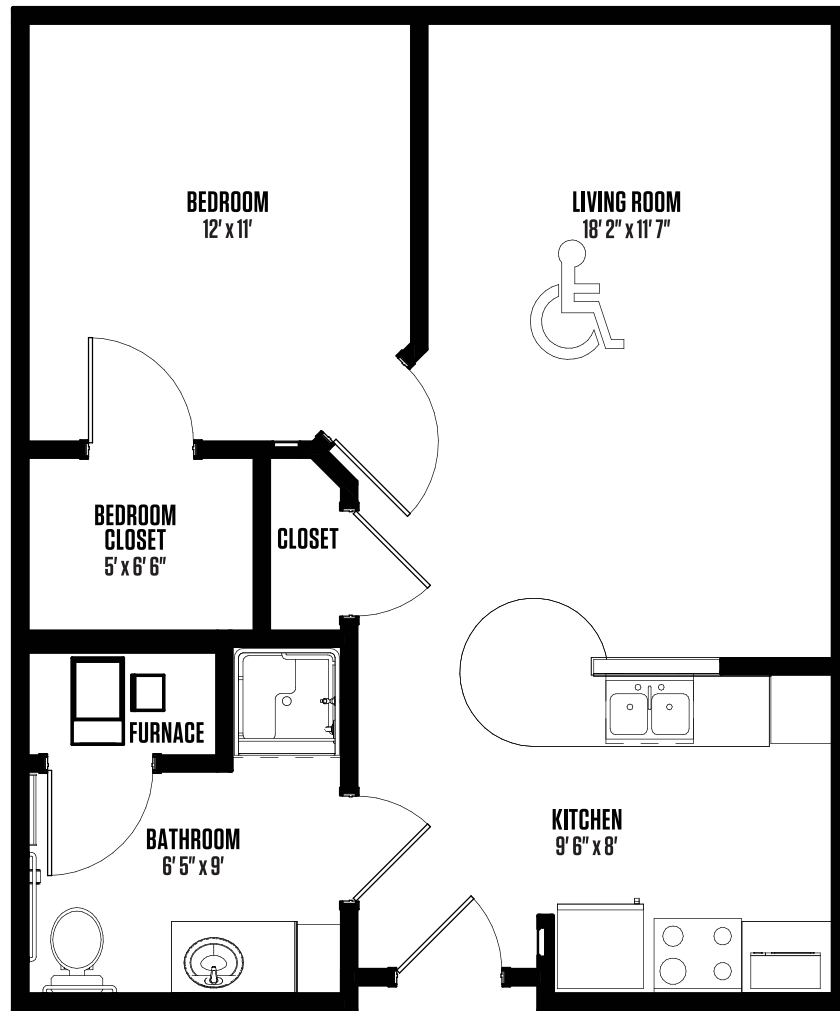 BEDROOM
12' x 11'
LIVING ROOM
18' 2" x 11' 7"
BEDROOM
CLOSET
5' x 6' 6"
CLOSET
FURNACE
BATHROOM
6' 5" x 9'
KITCHEN
9' 6" x 8'